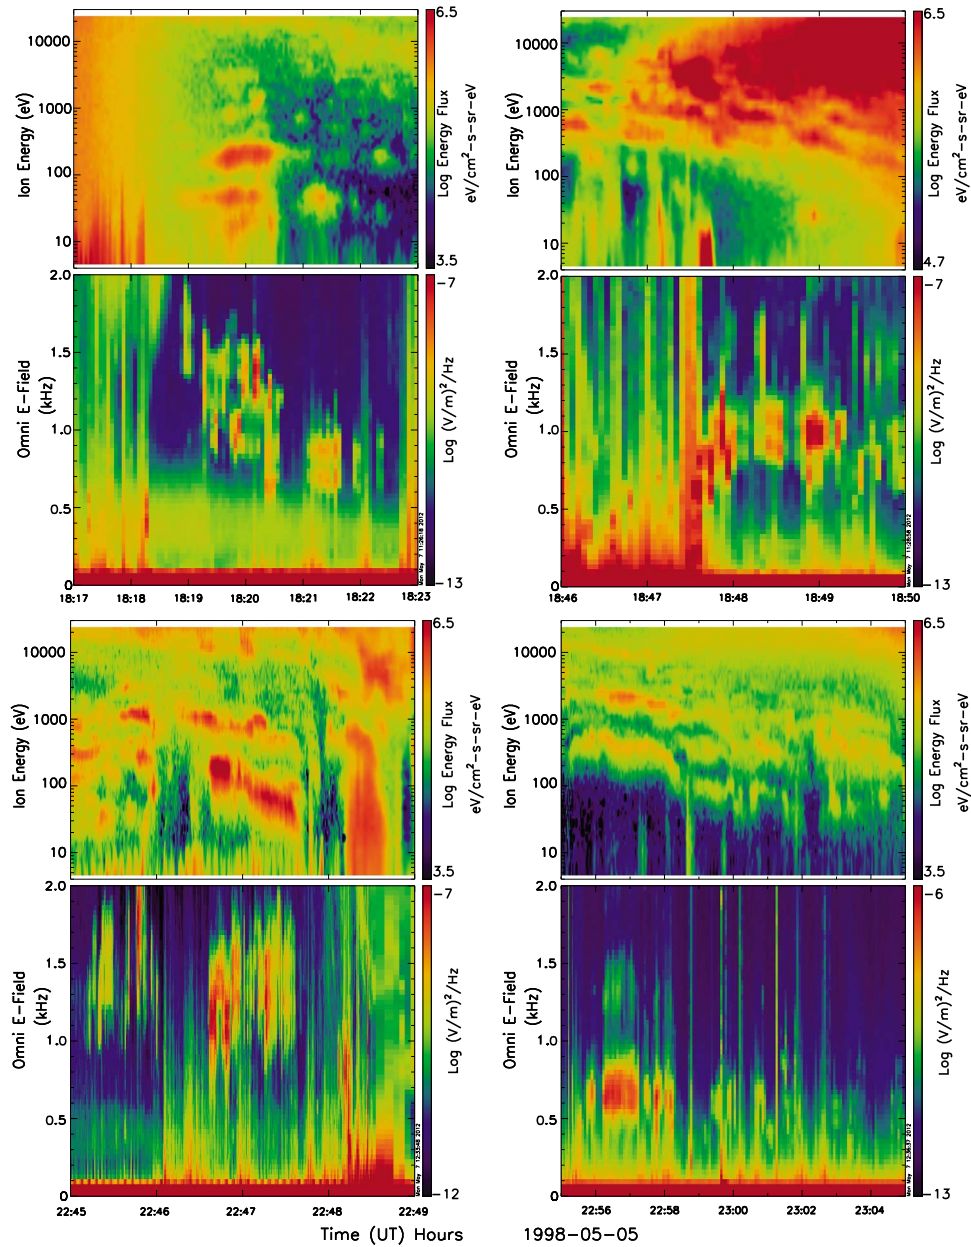 6.5
10000
1000
100
10
Ion Energy (eV)
3.5
Log Energy Flux
eV/cm²-s-sr-eV
6.5
10000
1000
100
10
Ion Energy (eV)
4.7
Log Energy Flux
eV/cm²-s-sr-eV
2.0
1.5
1.0
0.5
0
Omni E-Field
(kHz)
-7
-13
Log (V/m)²/Hz
18:17 18:18 18:19 18:20 18:21 18:22 18:23
2.0
1.5
1.0
0.5
0
Omni E-Field
(kHz)
-7
-13
Log (V/m)²/Hz
18:46 18:47 18:48 18:49 18:50
6.5
10000
1000
100
10
Ion Energy (eV)
3.5
Log Energy Flux
eV/cm²-s-sr-eV
6.5
10000
1000
100
10
Ion Energy (eV)
3.5
Log Energy Flux
eV/cm²-s-sr-eV
2.0
1.5
1.0
0.5
0
Omni E-Field
(kHz)
-7
-12
Log (V/m)²/Hz
22:45 22:46 22:47 22:48 22:49
2.0
1.5
1.0
0.5
0
Omni E-Field
(kHz)
-6
-13
Log (V/m)²/Hz
22:56 22:58 23:00 23:02 23:04
Time (UT) Hours 1998-05-05